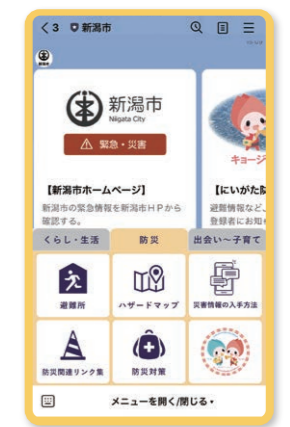 3 新潟市
新潟市
Niigata City
緊急・災害
キージ
【新潟市ホームページ】
新潟市の緊急情報を新潟市HPから
確認する。
【にいがた防
避難情報など、
登録者にお知
くらし・生活
防災
出会い～子育て
避難所
ハザードマップ
災害情報の入手方法
防災関連リンク集
防災対策
メニューを開く/閉じる